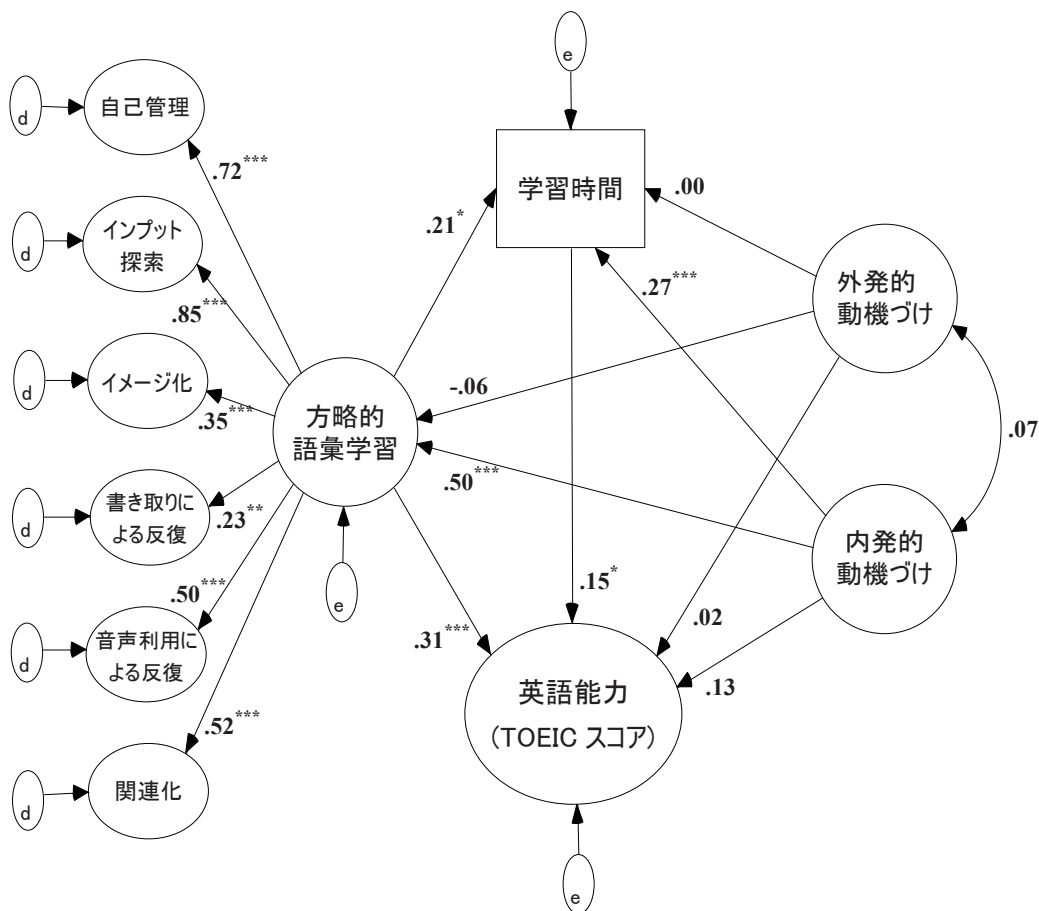 e
d
自己管理
.72***
d
インプット
探索
.85***
d
イメージ化
.35***
d
書き取りに
よる反復
.23**
d
音声利用に
よる反復
.50***
d
関連化
.52***
方略的
語彙学習
e
.21*
学習時間
.00
.27***
外発的
動機づけ
-.06
.07
.50***
内発的
動機づけ
.15*
.02
.31***
.13
英語能力
(TOEIC スコア)
e